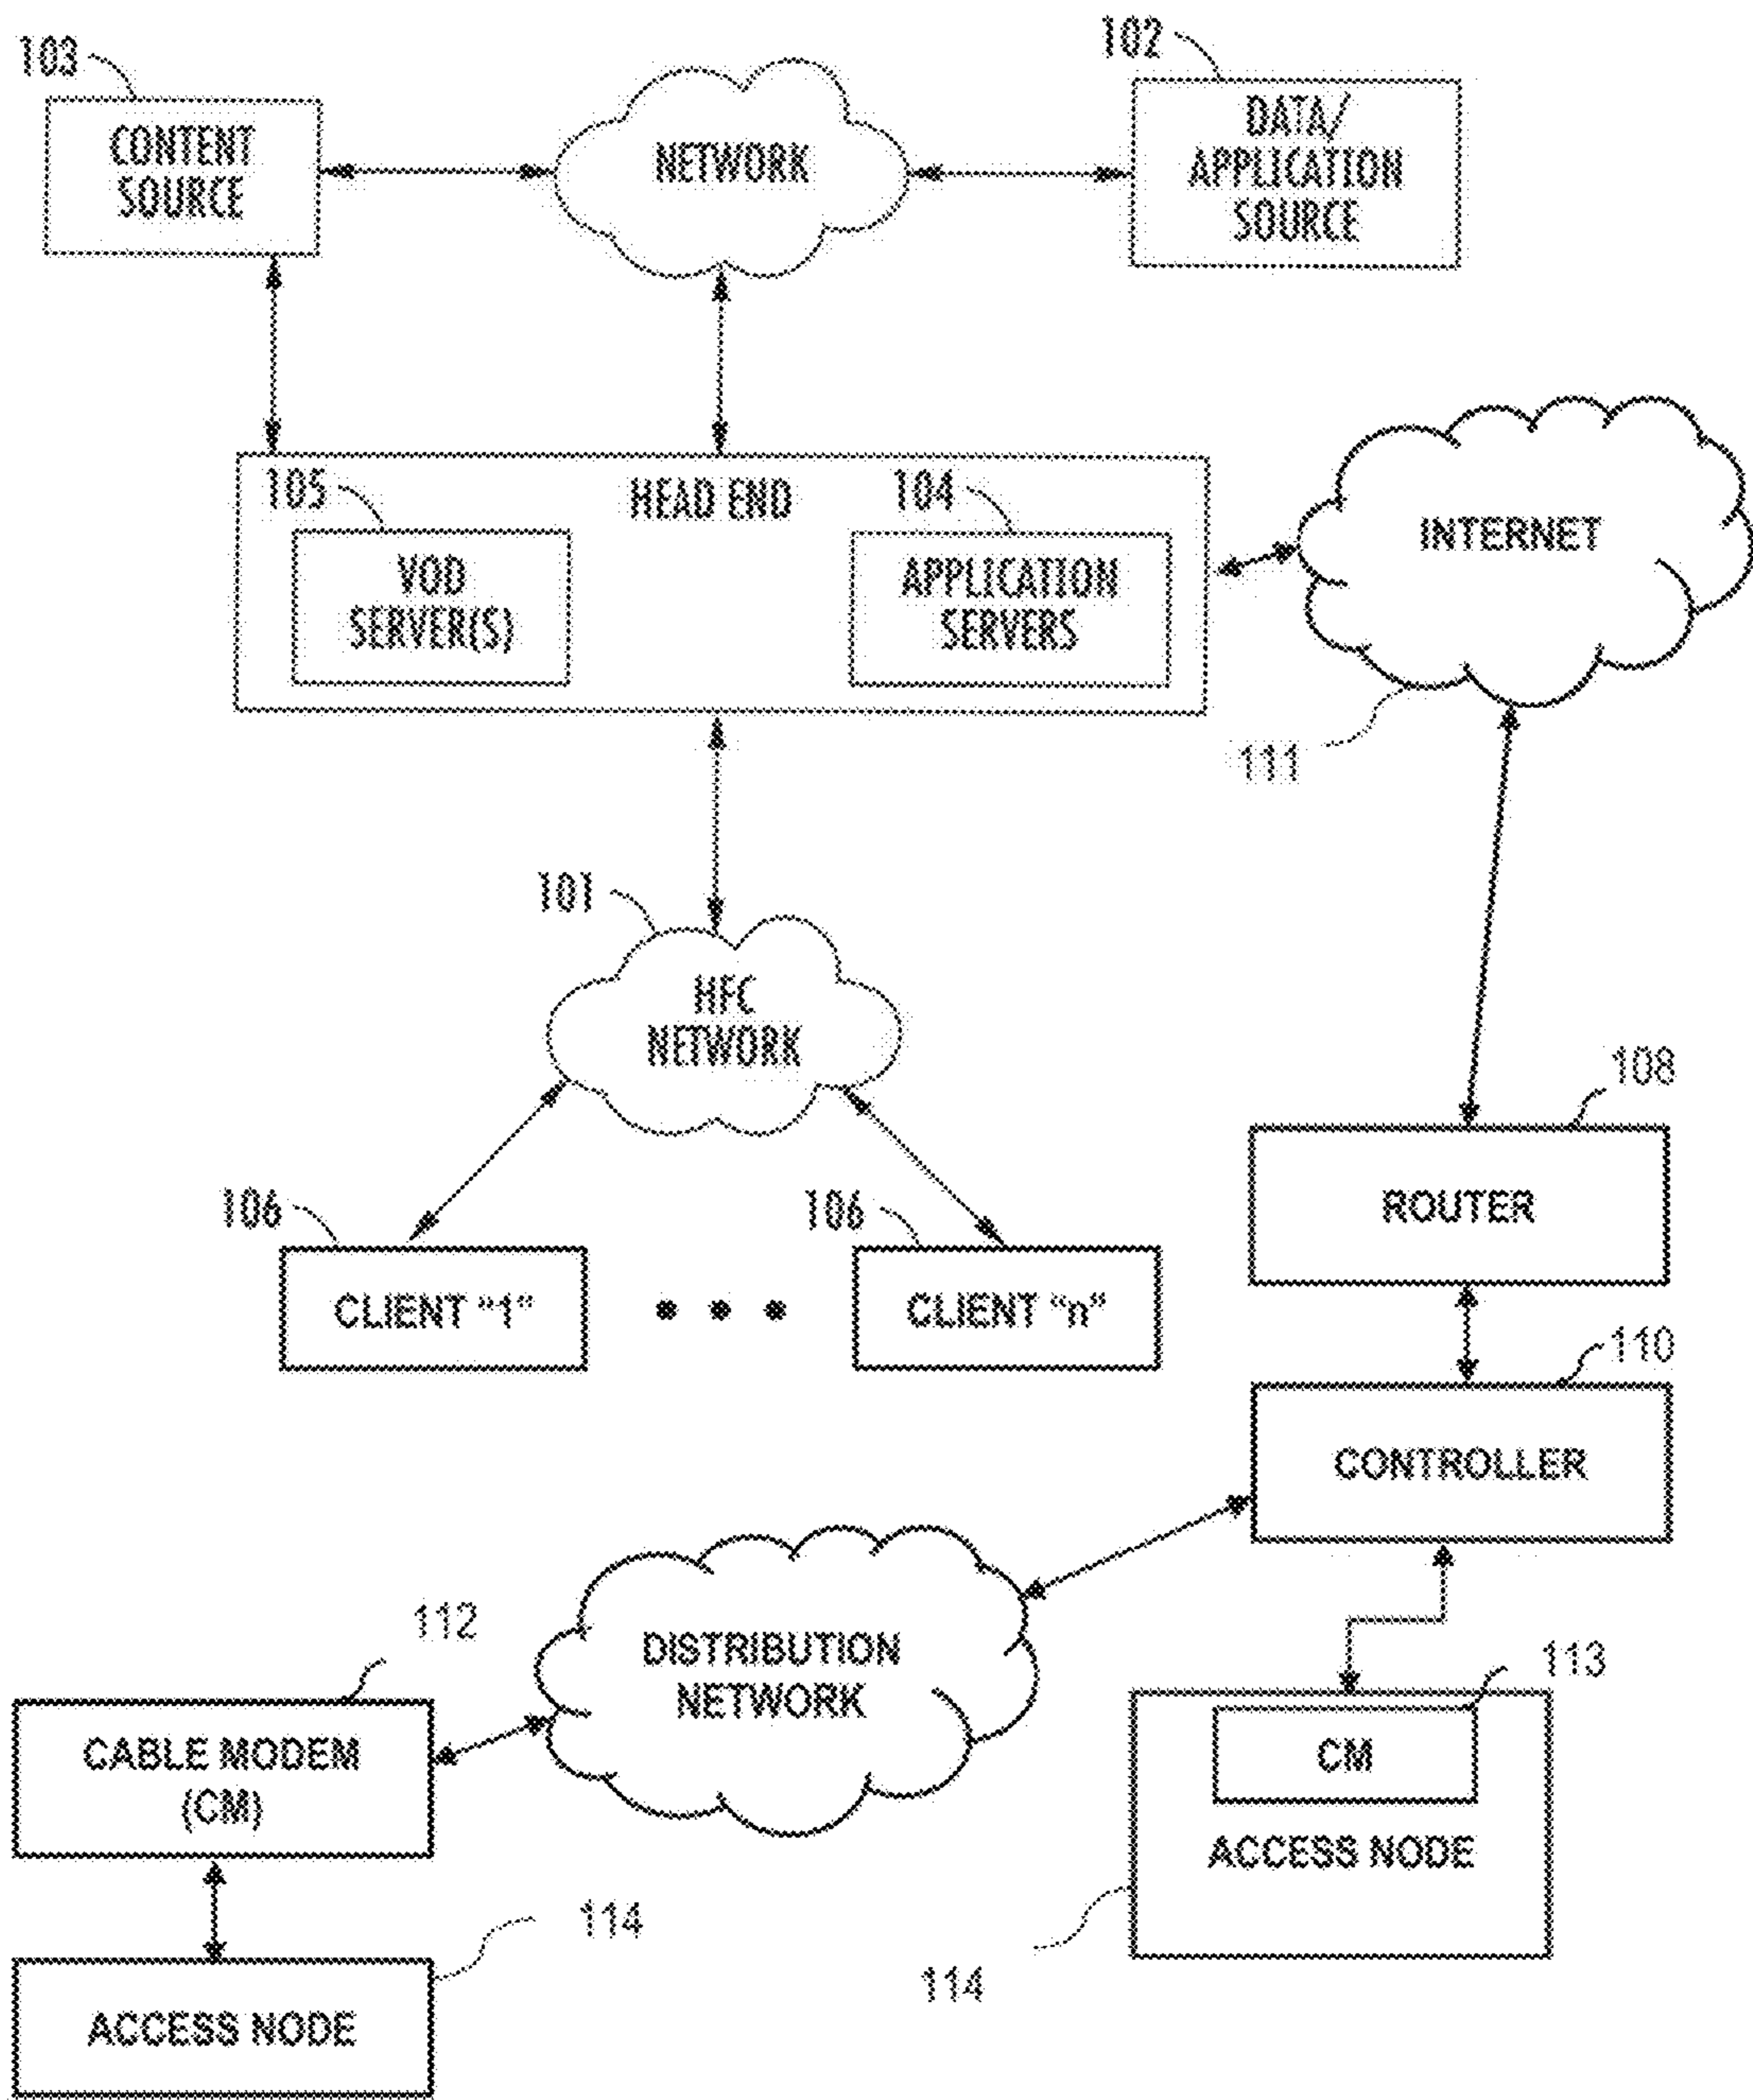 103
CONTENT
SOURCE
NETWORK
102
DATA/
APPLICATION
SOURCE
HEAD END
105
VOD
SERVER(S)
104
APPLICATION
SERVERS
INTERNET
111
101
HFC
NETWORK
106
CLIENT "1"
106
CLIENT "n"
108
ROUTER
110
CONTROLLER
DISTRIBUTION
NETWORK
112
CABLE MODEM
(CM)
113
CM
ACCESS NODE
114
114
ACCESS NODE